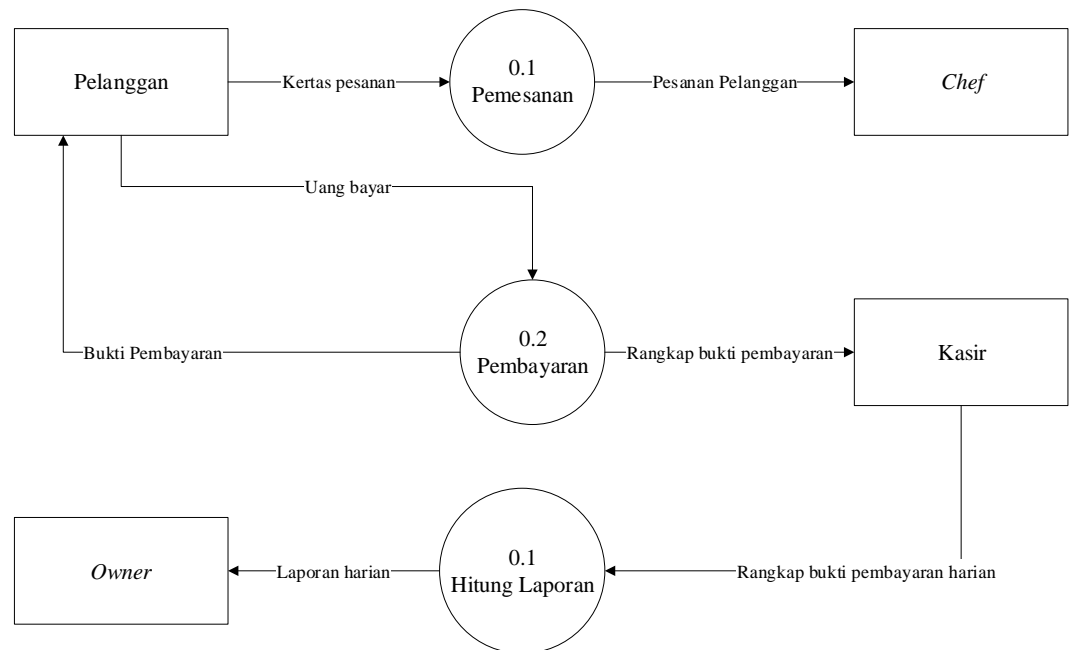 Pelanggan
Kertas pesanan
0.1
Pemesanan
Pesanan Pelanggan
Chef
Uang bayar
Bukti Pembayaran
0.2
Pembayaran
Rangkap bukti pembayaran
Kasir
Owner
Laporan harian
0.1
Hitung Laporan
Rangkap bukti pembayaran harian